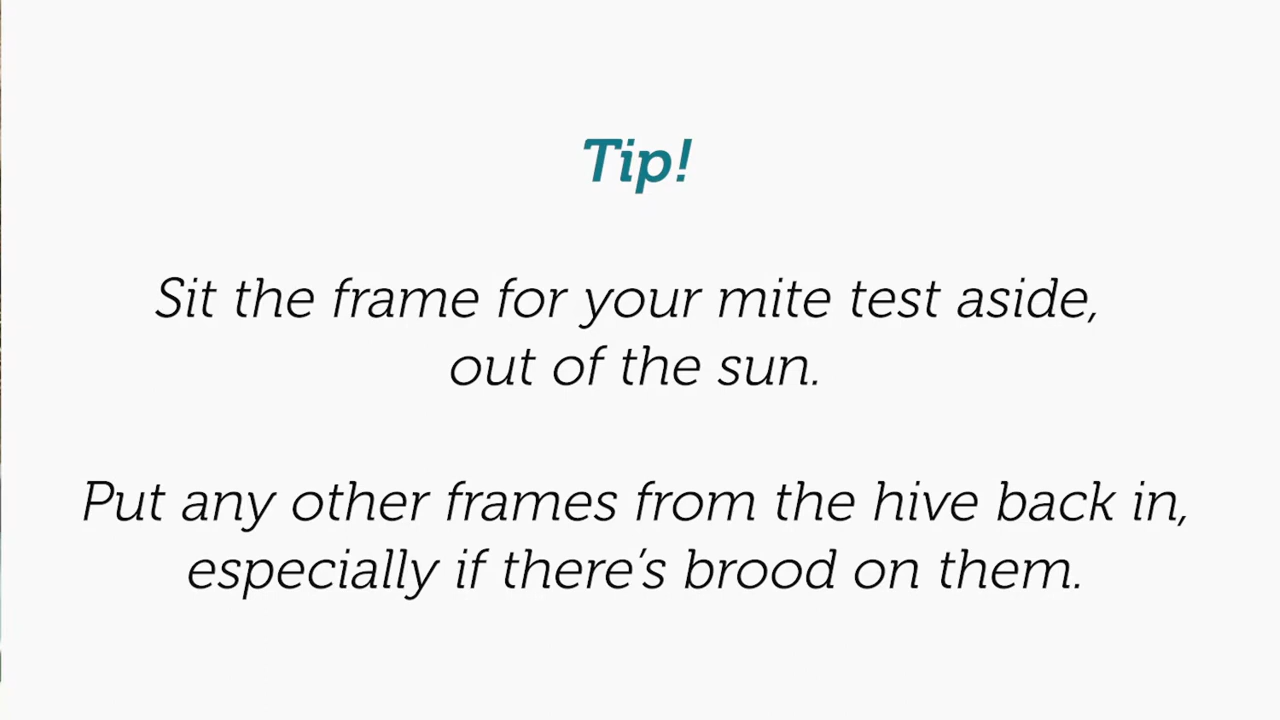 Tip!
Sit the frame for your mite test aside,
out of the sun.
Put any other frames from the hive back in,
especially if there’s brood on them.